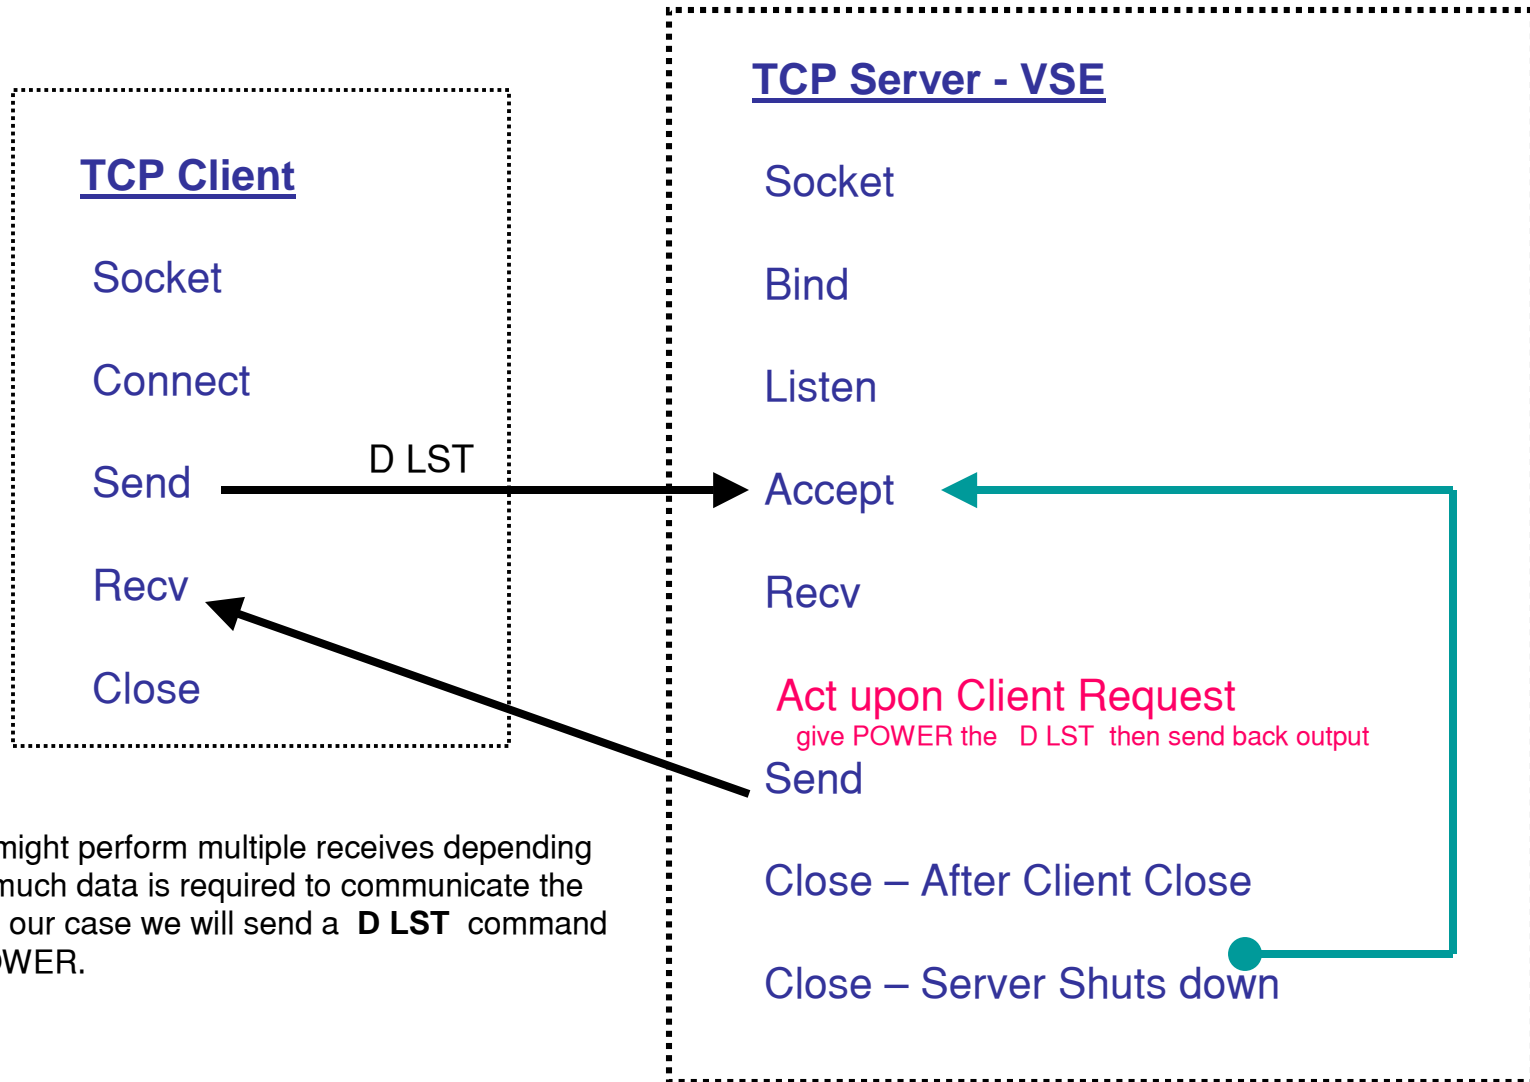 TCP Client
Socket
Connect
Send
Recv
Close
D LST
TCP Server - VSE
Socket
Bind
Listen
Accept
Recv
Act upon Client Request
give POWER the D LST then send back output
Send
Close – After Client Close
Close – Server Shuts down
might perform multiple receives depending
much data is required to communicate the
our case we will send a D LST command